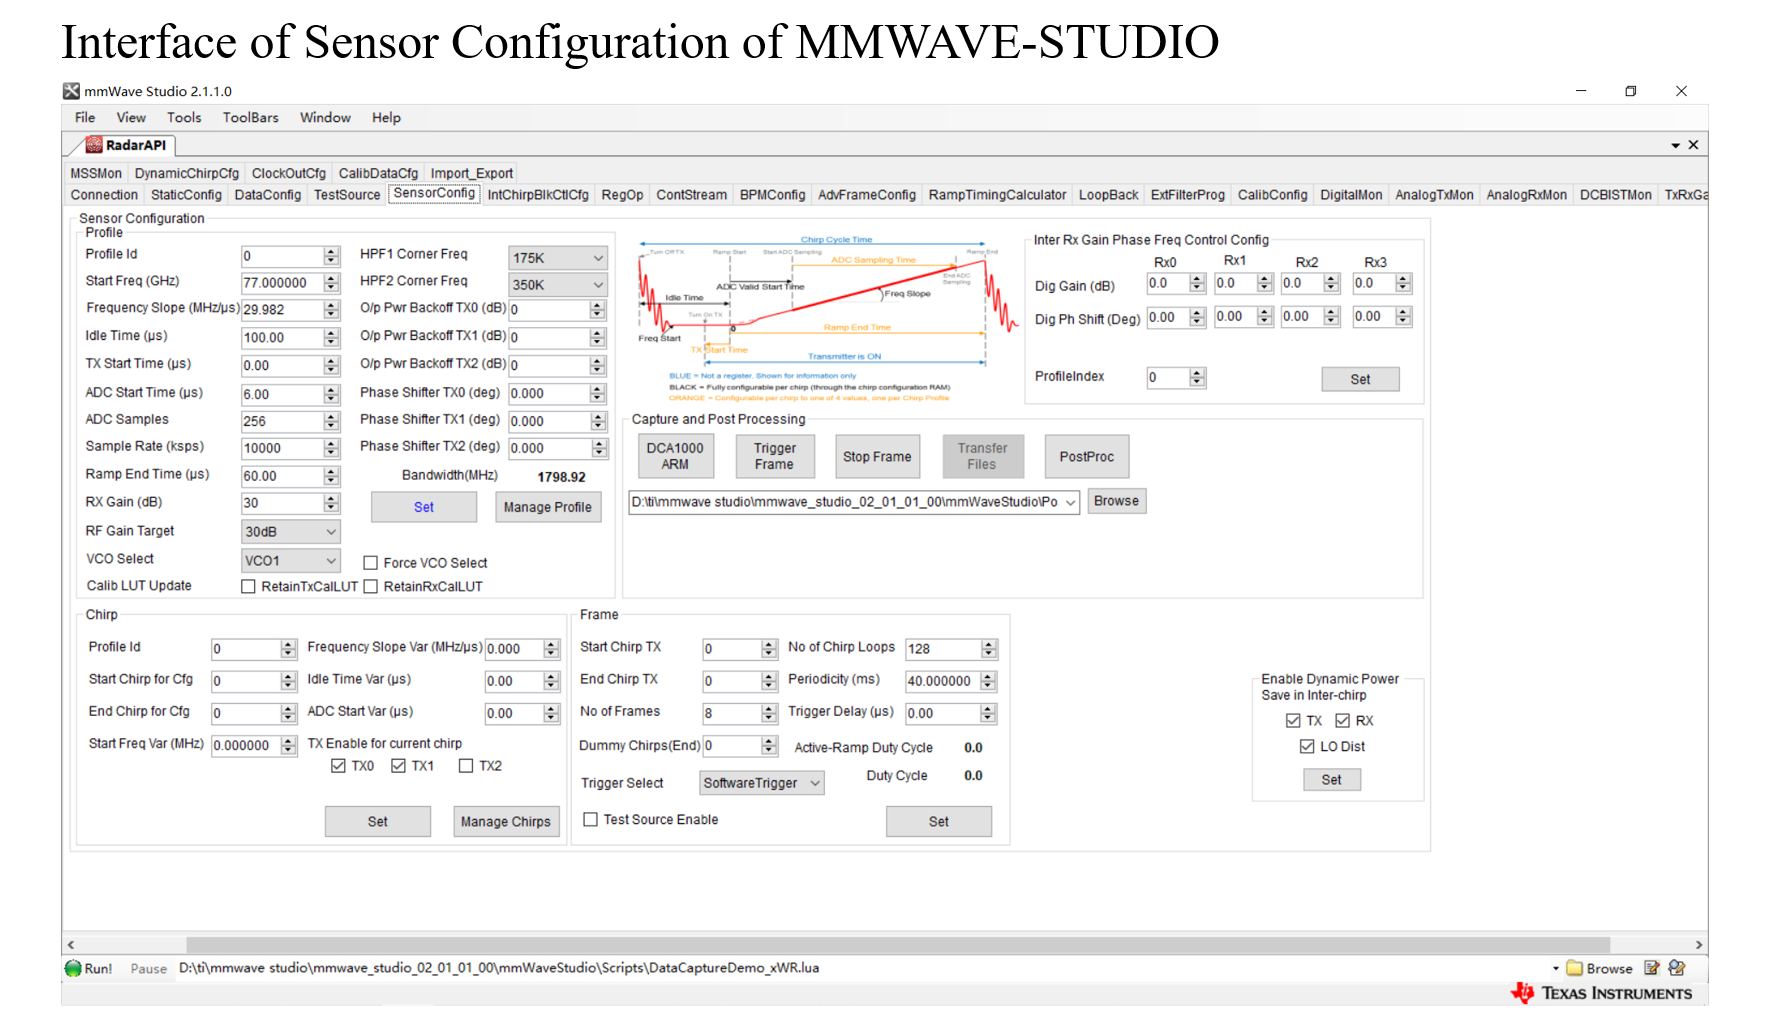 Interface of Sensor Configuration of MMWAVE-STUDIO
mmWave Studio 2.1.1.0
File View Tools ToolBars Window Help
RadarAPI
MSSMon DynamicChirpCfg ClockOutCfg CalibDataCfg Import_Export
Connection StaticConfig DataConfig TestSource SensorConfig IntChirpBlkCtlCfg RegOp ContStream BPMConfig AdvFrameConfig RampTimingCalculator LoopBack ExtFilterProg CalibConfig DigitalMon AnalogTxMon AnalogRxMon DCBISTMon TxRxGa
Sensor Configuration
Profile
Profile Id 0 HPF1 Corner Freq 175K
Start Freq (GHz) 77.000000 HPF2 Corner Freq 350K
Frequency Slope (MHz/µs) 29.982 O/p Pwr Backoff TX0 (dB) 0
Idle Time (µs) 100.00 O/p Pwr Backoff TX1 (dB) 0
TX Start Time (µs) 0.00 O/p Pwr Backoff TX2 (dB) 0
ADC Start Time (µs) 6.00 Phase Shifter TX0 (deg) 0.000
ADC Samples 256 Phase Shifter TX1 (deg) 0.000
Sample Rate (ksps) 10000 Phase Shifter TX2 (deg) 0.000
Ramp End Time (µs) 60.00 Bandwidth(MHz) 1798.92
RX Gain (dB) 30 Set Manage Profile
RF Gain Target 30dB
VCO Select VCO1 Force VCO Select
Calib LUT Update RetainTxCalLUT RetainRxCalLUT
Chirp Cycle Time
Turn Off TX Ramp Start Start ADC Sampling Ramp End
ADC Sampling Time
End ADC
Sampling
ADC Valid Start Time
Idle Time Freq Slope
Turn On TX
0 Ramp End Time
Freq Start
TX Start Time
Transmitter is ON
BLUE = Not a register. Shown for information only
BLACK = Fully configurable per chirp (through the chirp configuration RAM)
ORANGE = Configurable per chirp to one of 4 values, one per Chirp Profile
Inter Rx Gain Phase Freq Control Config
Rx0 Rx1 Rx2 Rx3
Dig Gain (dB) 0.0 0.0 0.0 0.0
Dig Ph Shift (Deg) 0.00 0.00 0.00 0.00
ProfileIndex 0 Set
Capture and Post Processing
DCA1000 ARM Trigger Frame Stop Frame Transfer Files PostProc
D:\ti\mmwave studio\mmwave_studio_02_01_01_00\mmWaveStudio\Po Browse
Chirp
Profile Id 0 Frequency Slope Var (MHz/µs) 0.000
Start Chirp for Cfg 0 Idle Time Var (µs) 0.00
End Chirp for Cfg 0 ADC Start Var (µs) 0.00
Start Freq Var (MHz) 0.000000 TX Enable for current chirp
TX0 TX1 TX2
Set Manage Chirps
Frame
Start Chirp TX 0 No of Chirp Loops 128
End Chirp TX 0 Periodicity (ms) 40.000000
No of Frames 8 Trigger Delay (µs) 0.00
Dummy Chirps(End) 0 Active-Ramp Duty Cycle 0.0
Duty Cycle 0.0
Trigger Select SoftwareTrigger
Test Source Enable Set
Enable Dynamic Power
Save in Inter-chirp
TX RX
LO Dist
Set
Run! Pause D:\ti\mmwave studio\mmwave_studio_02_01_01_00\mmWaveStudio\Scripts\DataCaptureDemo_xWR.lua Browse
TEXAS INSTRUMENTS